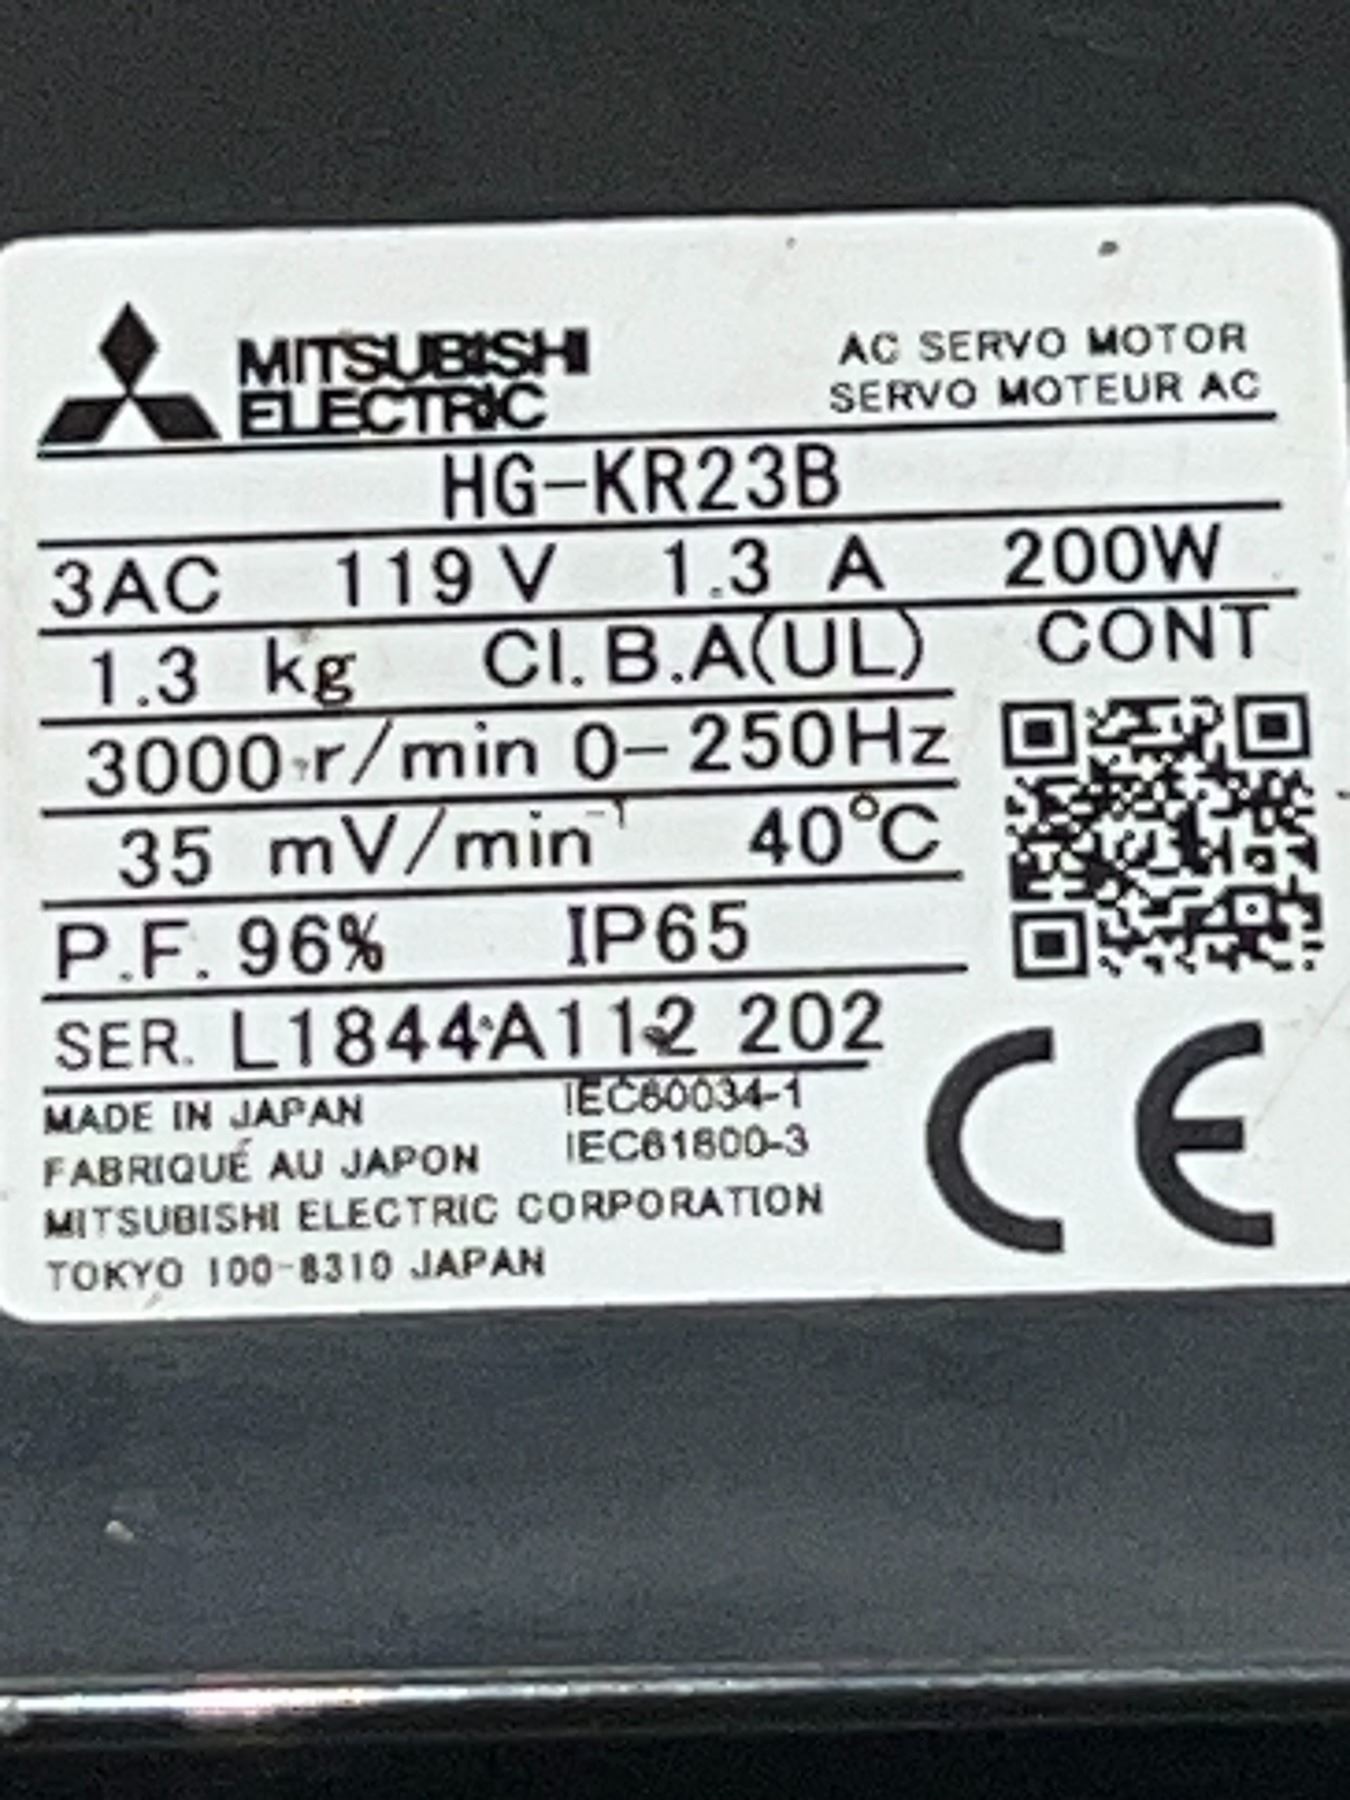 MITSUBISHI
ELECTRIC
AC SERVO MOTOR
SERVO MOTEUR AC
HG-KR23B
3AC 119 V 1.3 A 200W
1.3 kg Cl.B.A(UL) CONT
3000 r/min 0-250Hz
35 mV/min⁻¹ 40℃
P.F. 96% IP65
SER. L1844A112 202
MADE IN JAPAN IEC60034-1
FABRIQUÉ AU JAPON IEC61800-3
MITSUBISHI ELECTRIC CORPORATION
TOKYO 100-8310 JAPAN
CE